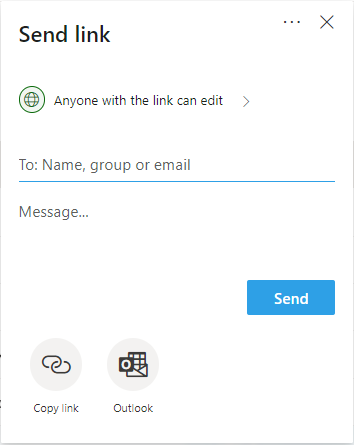 Send link
Anyone with the link can edit
To: Name, group or email
Message...
Send
Copy link
Outlook